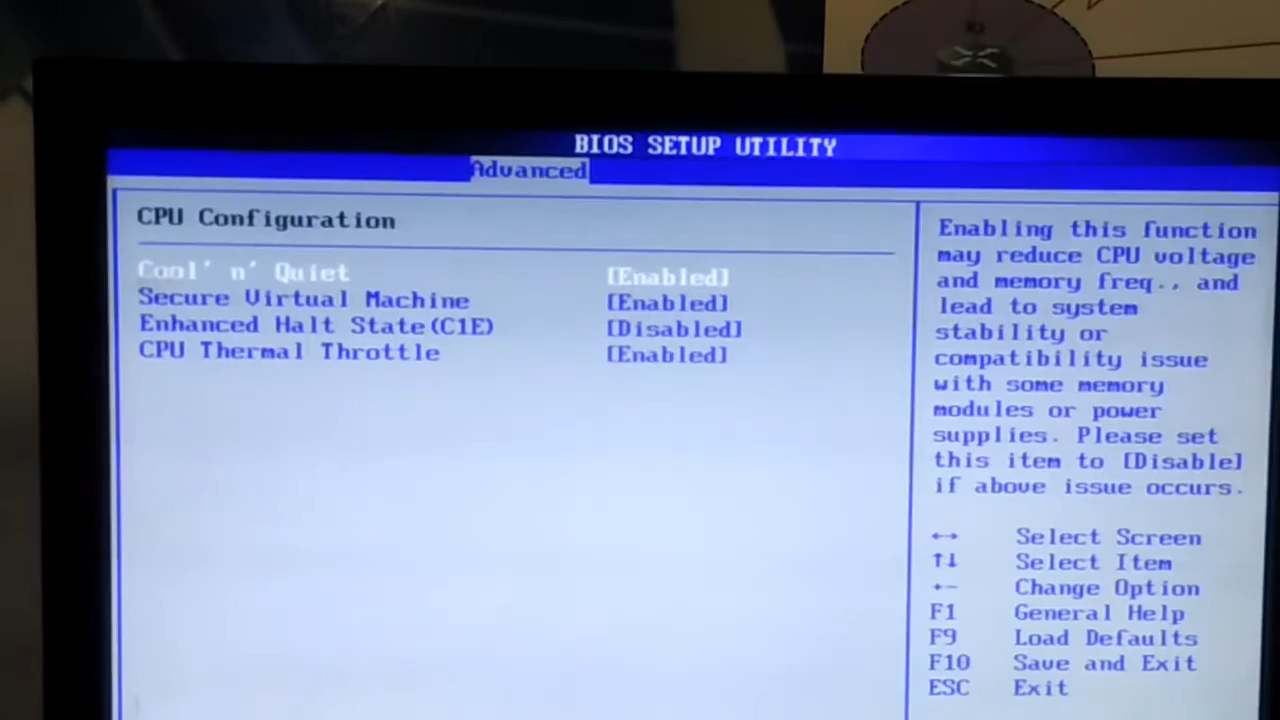 BIOS SETUP UTILITY
Advanced
CPU Configuration
Cool' n' Quiet [Enabled]
Secure Virtual Machine [Enabled]
Enhanced Halt State(C1E) [Disabled]
CPU Thermal Throttle [Enabled]
Enabling this function
may reduce CPU voltage
and memory freq., and
lead to system
stability or
compatibility issue
with some memory
modules or power
supplies. Please set
this item to [Disable]
if above issue occurs.
↔ Select Screen
↑↓ Select Item
+- Change Option
F1 General Help
F9 Load Defaults
F10 Save and Exit
ESC Exit